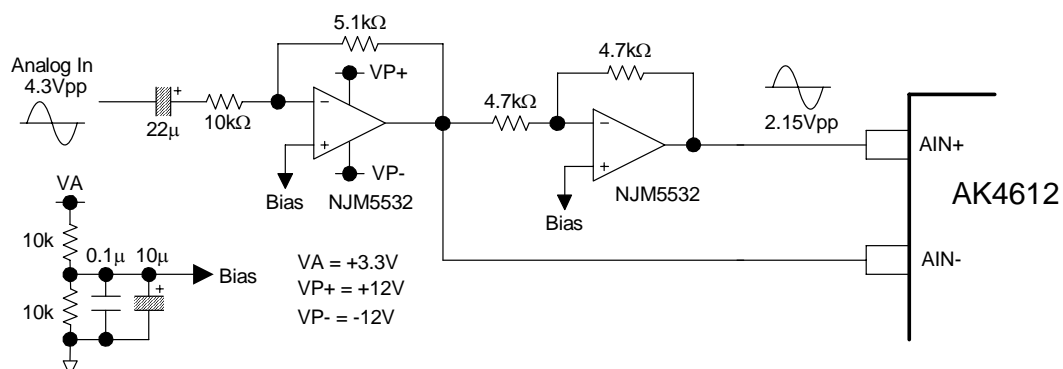 5.1kΩ
Analog In
4.3Vpp
VP+
4.7kΩ
4.7kΩ
−
+
22μ
10kΩ
2.15Vpp
−
+
AIN+
Bias
VP-
NJM5532
Bias
NJM5532
AK4612
VA
10k
0.1μ
10μ
+
Bias
10k
VA = +3.3V
VP+ = +12V
VP- = -12V
AIN-
+